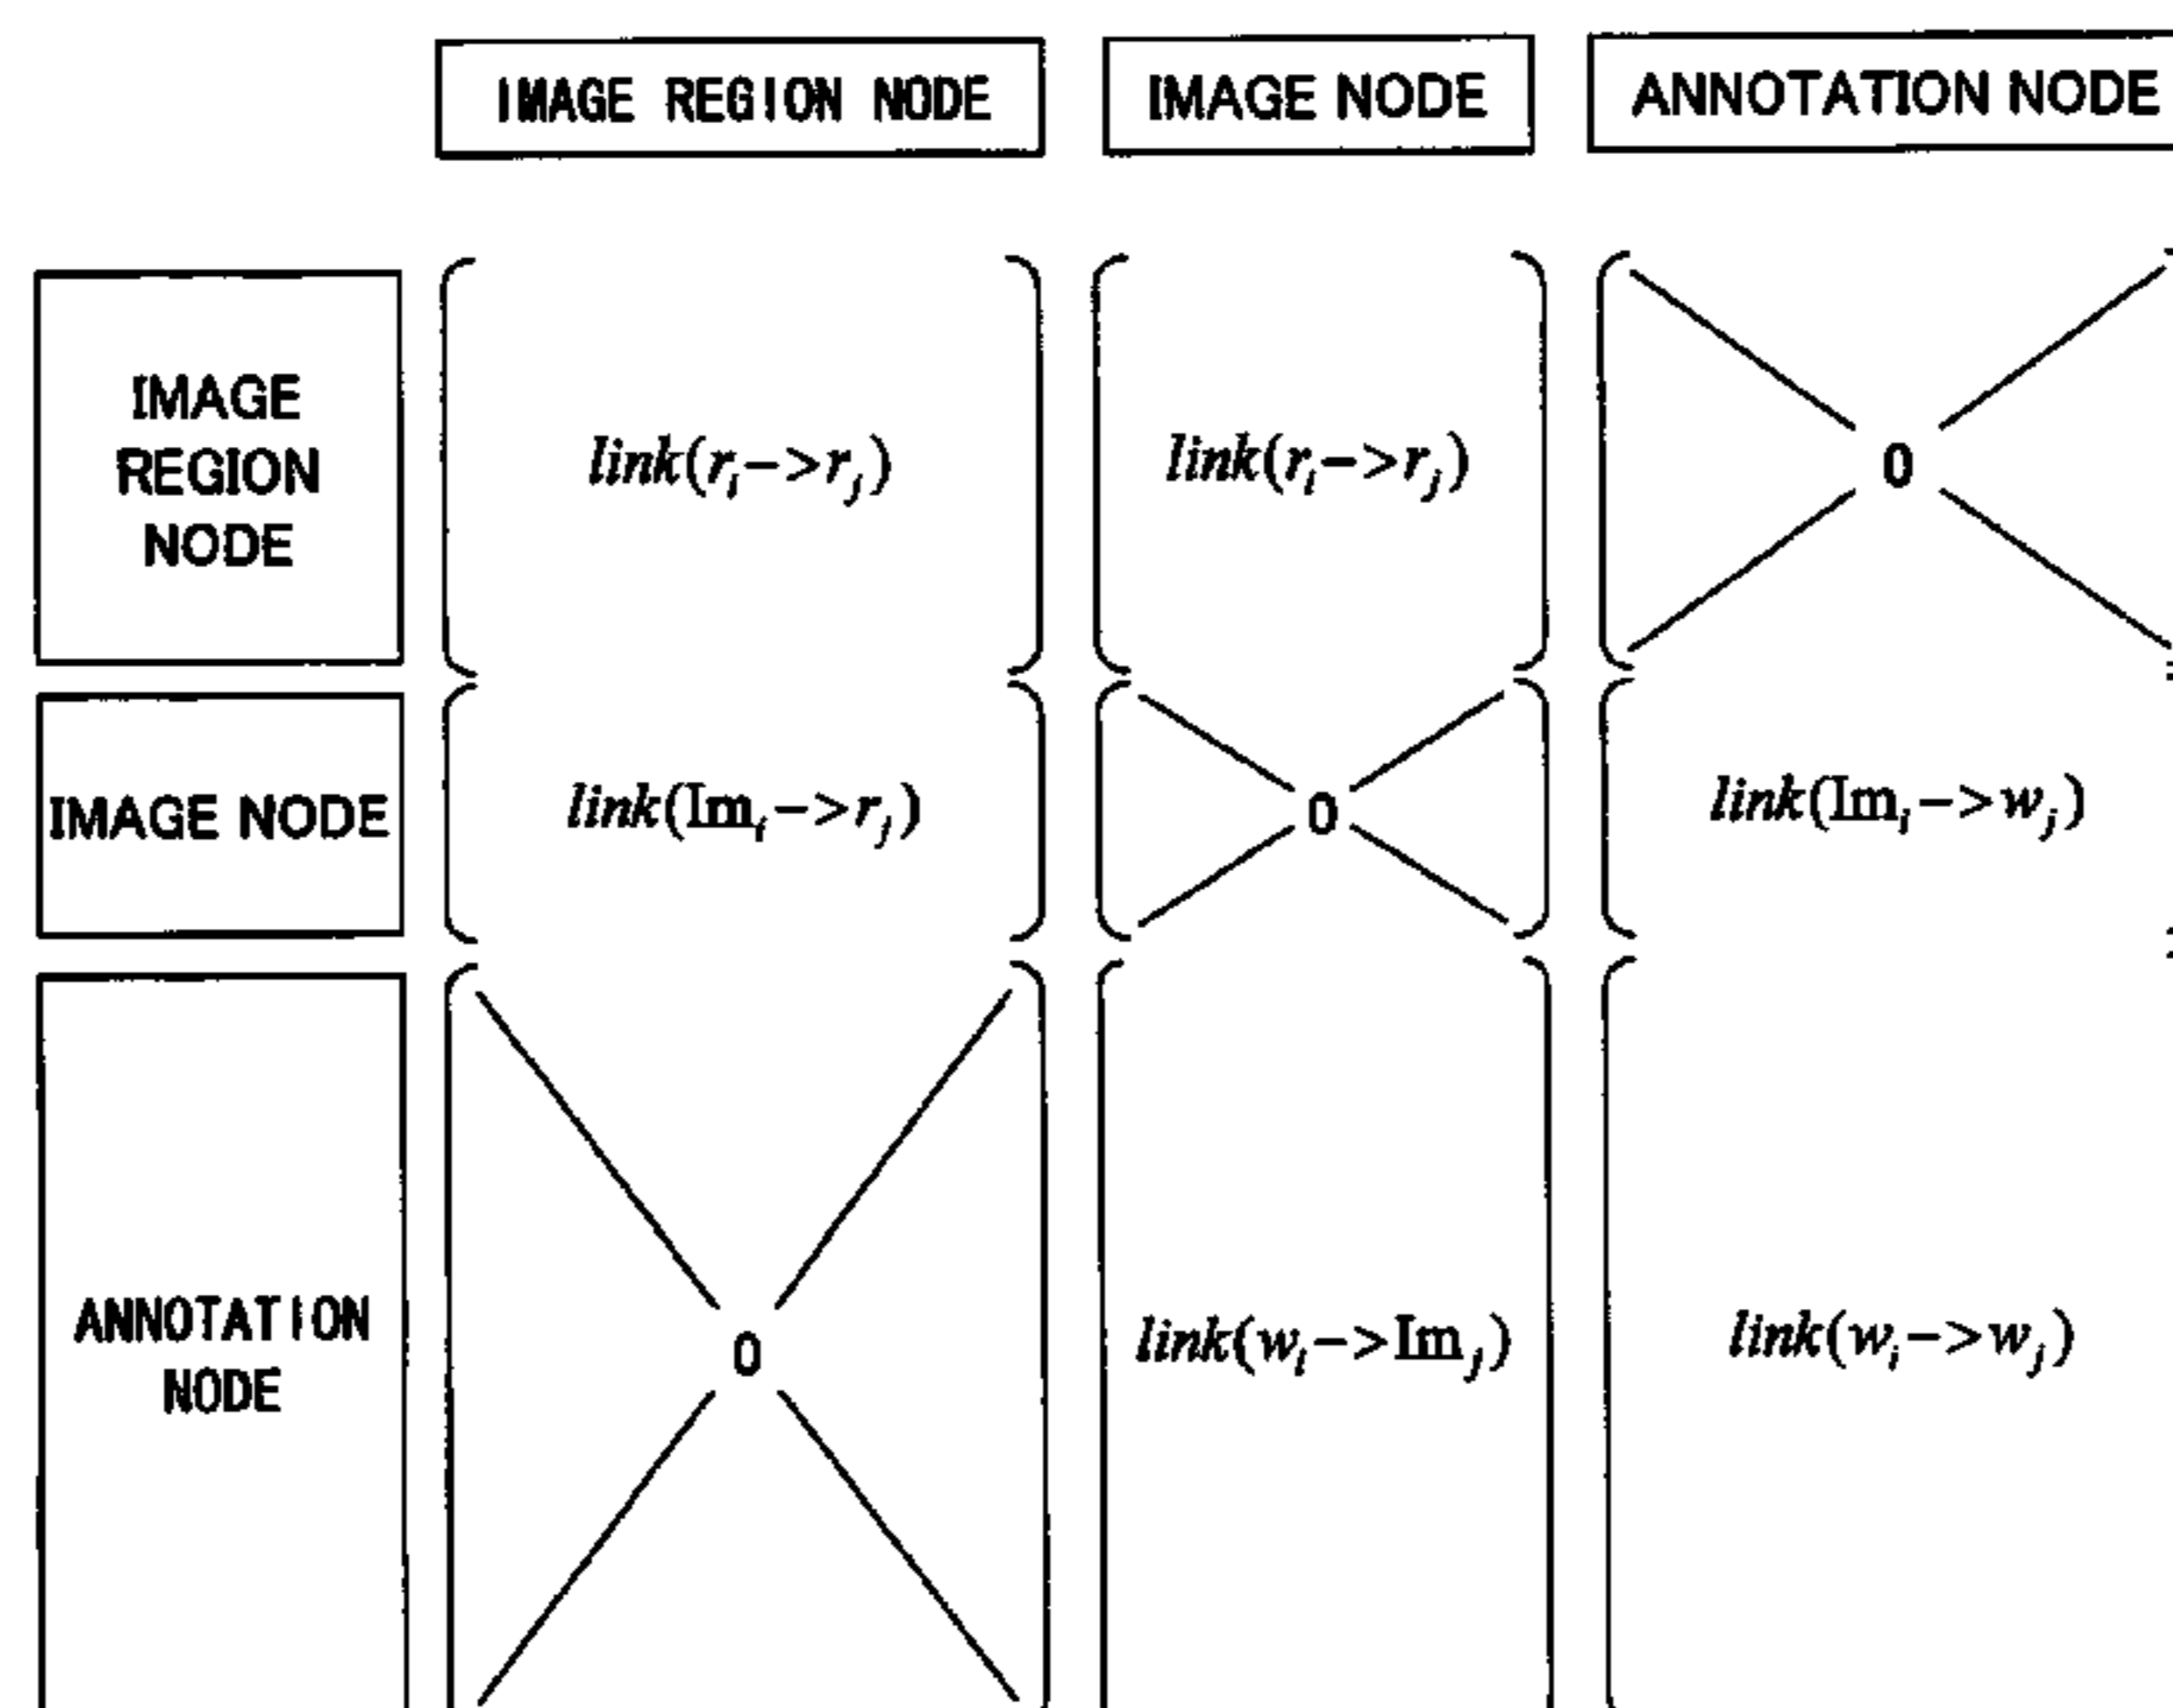 IMAGE REGION NODE IMAGE NODE ANNOTATION NODE
IMAGE
REGION
NODE
link(r_i->r_j) link(r_i->r_j) 0
IMAGE NODE link(Im_i->r_j) 0 link(Im_i->w_j)
ANNOTATION
NODE
0 link(w_i->Im_j) link(w_i->w_j)